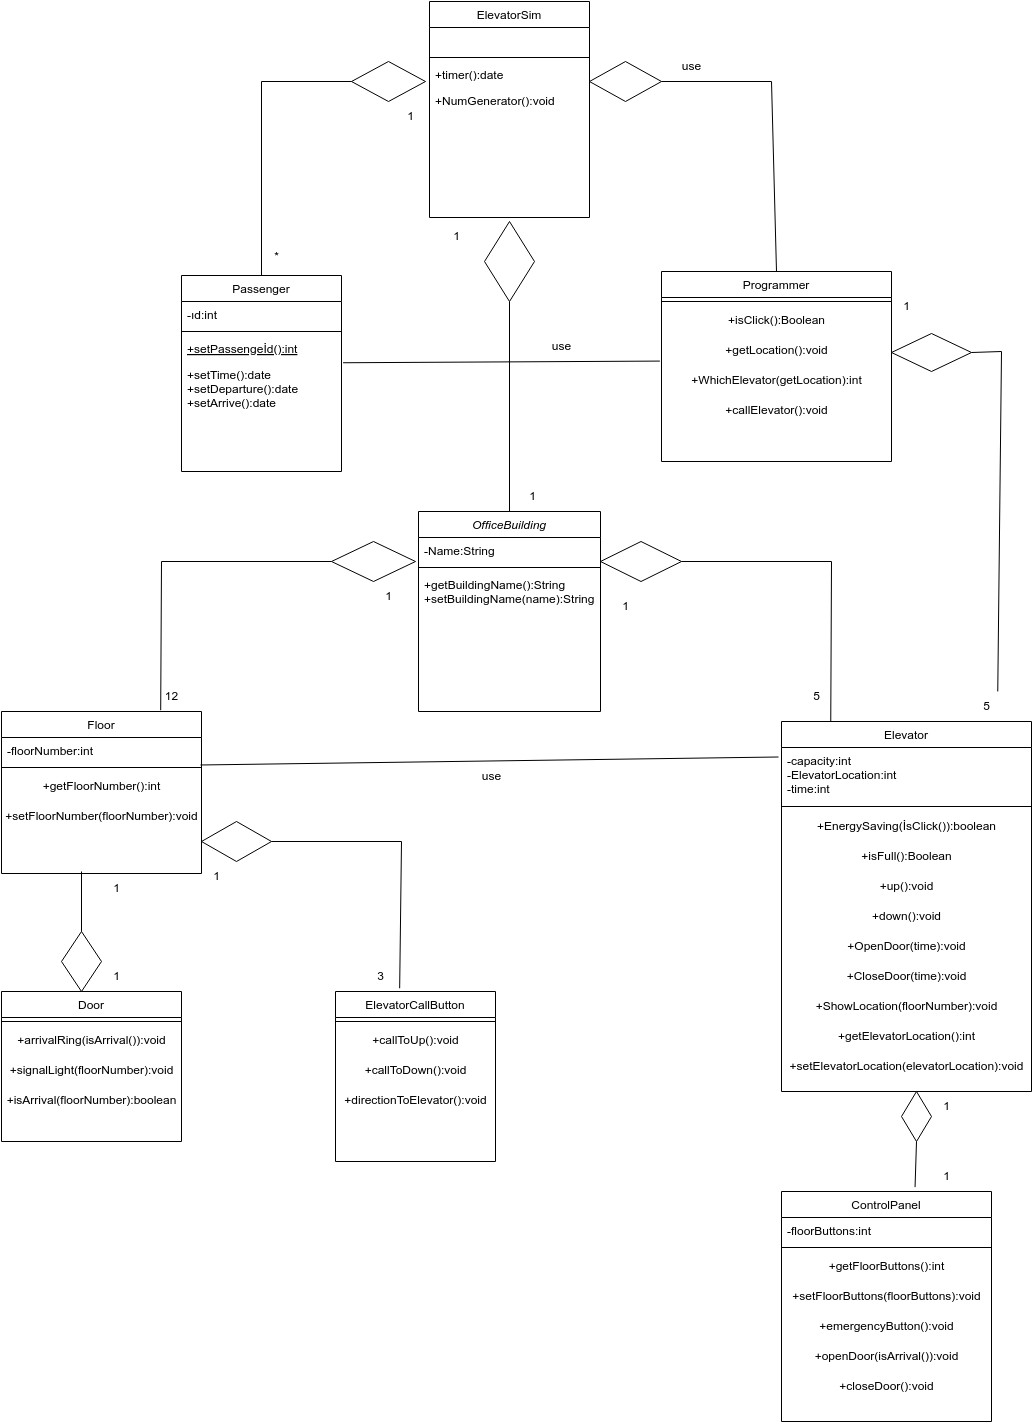 ElevatorSim
+timer():date
+NumGenerator():void
use
1
*
1
Passenger
-ıd:int
+setPassengeİd():int
+setTime():date
+setDeparture():date
+setArrive():date
use
Programmer
+isClick():Boolean
+getLocation():void
+WhichElevator(getLocation):int
+callElevator():void
1
1
OfficeBuilding
-Name:String
+getBuildingName():String
+setBuildingName(name):String
1
1
12
5
5
Floor
-floorNumber:int
+getFloorNumber():int
+setFloorNumber(floorNumber):void
use
Elevator
-capacity:int
-ElevatorLocation:int
-time:int
+EnergySaving(İsClick()):boolean
+isFull():Boolean
+up():void
+down():void
+OpenDoor(time):void
+CloseDoor(time):void
+ShowLocation(floorNumber):void
+getElevatorLocation():int
+setElevatorLocation(elevatorLocation):void
1
1
1
3
Door
+arrivalRing(isArrival()):void
+signalLight(floorNumber):void
+isArrival(floorNumber):boolean
ElevatorCallButton
+callToUp():void
+callToDown():void
+directionToElevator():void
1
1
ControlPanel
-floorButtons:int
+getFloorButtons():int
+setFloorButtons(floorButtons):void
+emergencyButton():void
+openDoor(isArrival()):void
+closeDoor():void